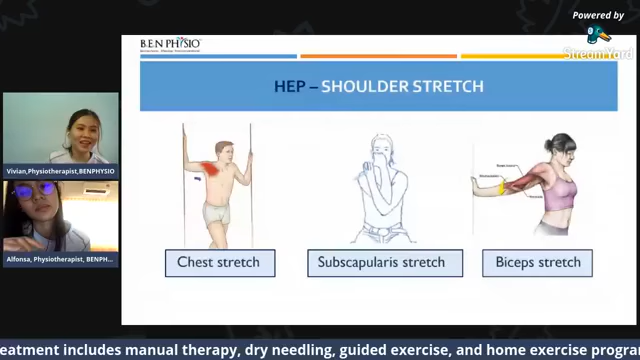 Powered by
StreamYard
B.E.N PHYSIO
HEP – SHOULDER STRETCH
Vivian,Physiotherapist,BENPHYSIO
Alfonsa, Physiotherapist, BENPH...
Chest stretch
Subscapularis stretch
Biceps stretch
eatment includes manual therapy, dry needling, guided exercise, and home exercise progra